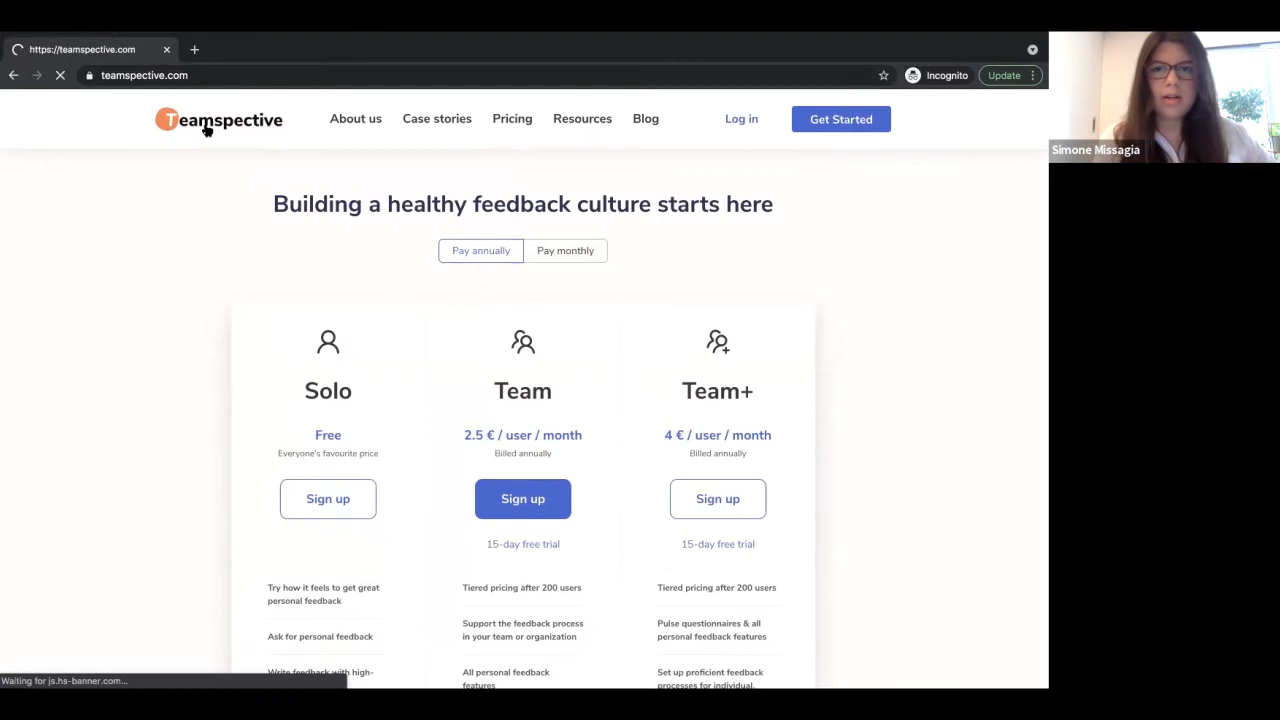 https://teamspective.com
teamspective.com
Incognito
Update
Teamspective
About us
Case stories
Pricing
Resources
Blog
Log in
Get Started
Simone Missagia
Building a healthy feedback culture starts here
Pay annually
Pay monthly
Solo
Free
Everyone's favourite price
Sign up
Try how it feels to get great
personal feedback
Ask for personal feedback
Write feedback with high-
Team
2.5 € / user / month
Billed annually
Sign up
15-day free trial
Tiered pricing after 200 users
Support the feedback process
in your team or organization
All personal feedback
features
Team+
4 € / user / month
Billed annually
Sign up
15-day free trial
Tiered pricing after 200 users
Pulse questionnaires & all
personal feedback features
Set up proficient feedback
processes for individual,
Waiting for js.hs-banner.com...